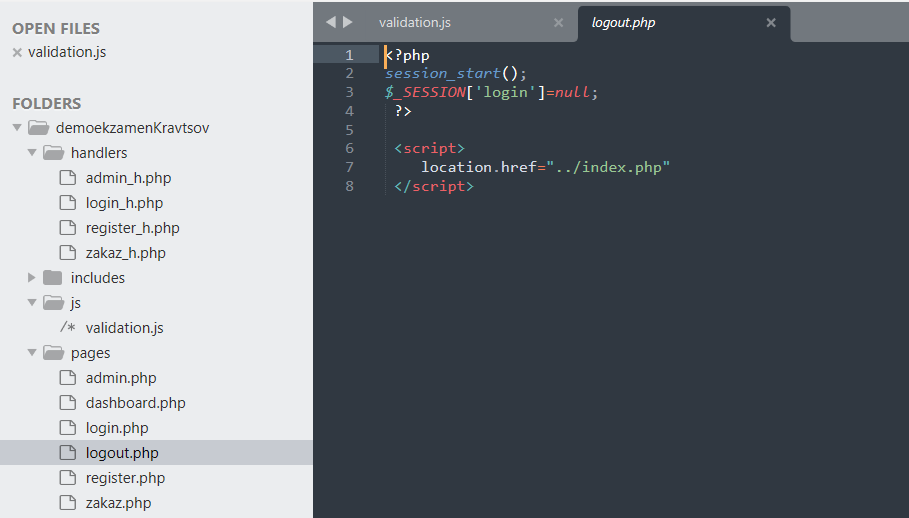 OPEN FILES
validation.js
FOLDERS
demoekzamenKravtsov
handlers
admin_h.php
login_h.php
register_h.php
zakaz_h.php
includes
js
/* validation.js
pages
admin.php
dashboard.php
login.php
logout.php
register.php
zakaz.php
validation.js
logout.php
1 <?php
2 session_start();
3 $_SESSION['login']=null;
4 ?>
5
6 <script>
7 location.href="../index.php"
8 </script>